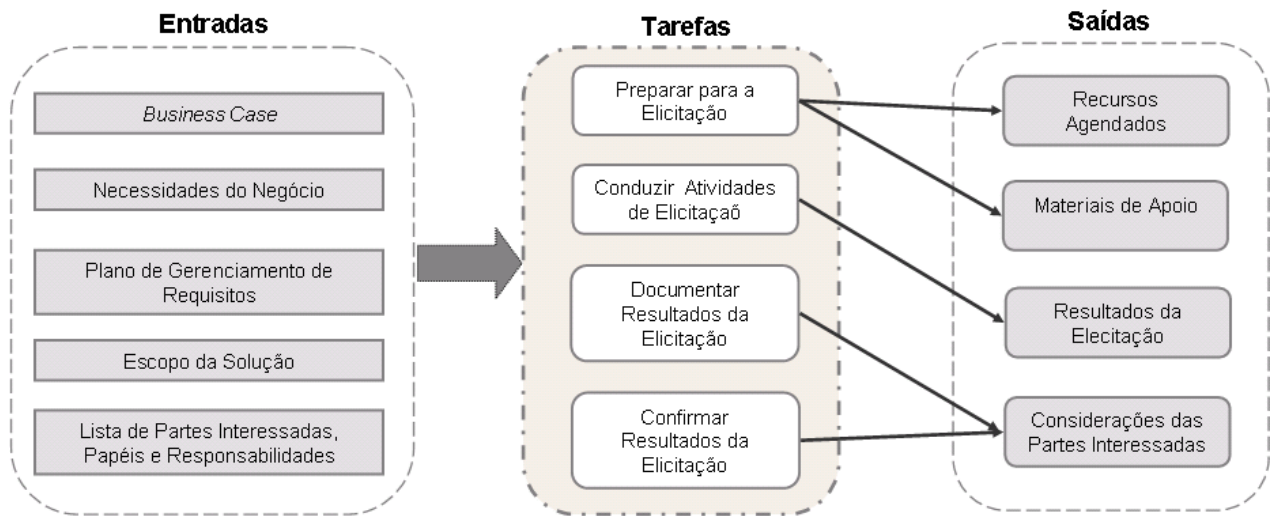 Entradas
Business Case
Necessidades do Negócio
Plano de Gerenciamento de
Requisitos
Escopo da Solução
Lista de Partes Interessadas,
Papéis e Responsabilidades
Tarefas
Preparar para a
Elicitação
Conduzir Atividades
de Elicitaçaõ
Documentar
Resultados da
Elicitação
Confirmar
Resultados da
Elicitação
Saídas
Recursos
Agendados
Materiais de Apoio
Resultados da
Elecitação
Considerações das
Partes Interessadas